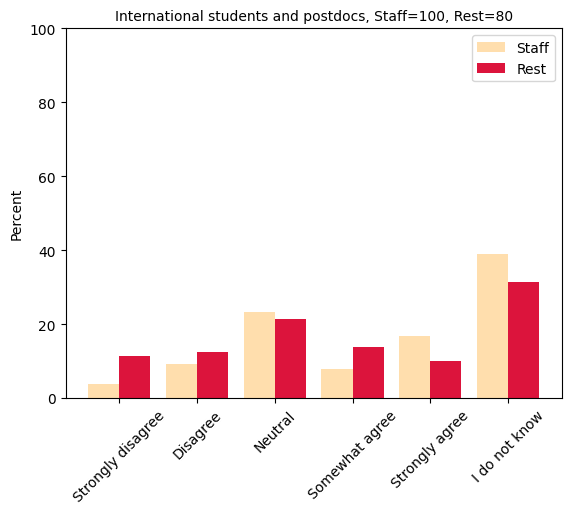 International students and postdocs, Staff=100, Rest=80
100
80
60
40
20
0
Percent
Staff
Rest
Strongly disagree
Disagree
Neutral
Somewhat agree
Strongly agree
I do not know